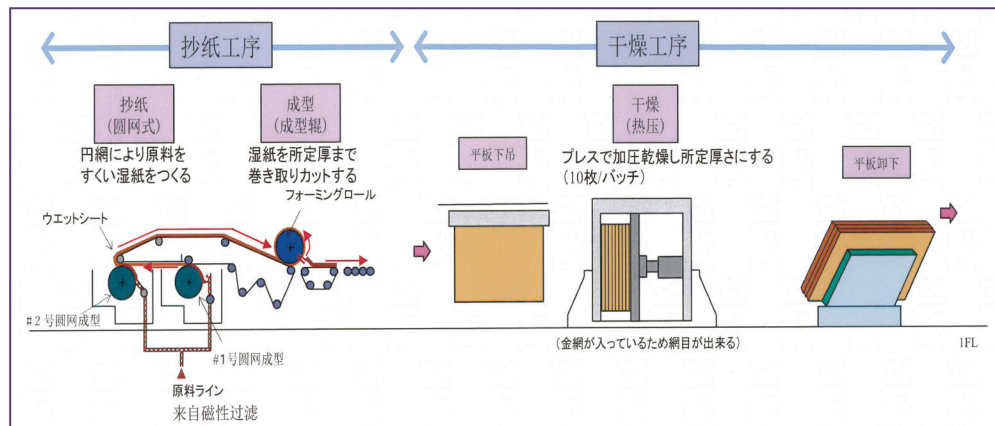 抄纸工序
干燥工序
抄纸
(圆网式)
成型
(成型辊)
円網により原料を
すくい湿紙をつくる
湿紙を所定厚まで
巻き取りカットする
フォーミングロール
ウエットシート
#2号圆网成型
#1号圆网成型
原料ライン
来自磁性过滤
平板下吊
干燥
(热压)
プレスで加圧乾燥し所定厚さにする
(10枚/バッチ)
(金網が入っているため網目が出来る)
平板卸下
1FL